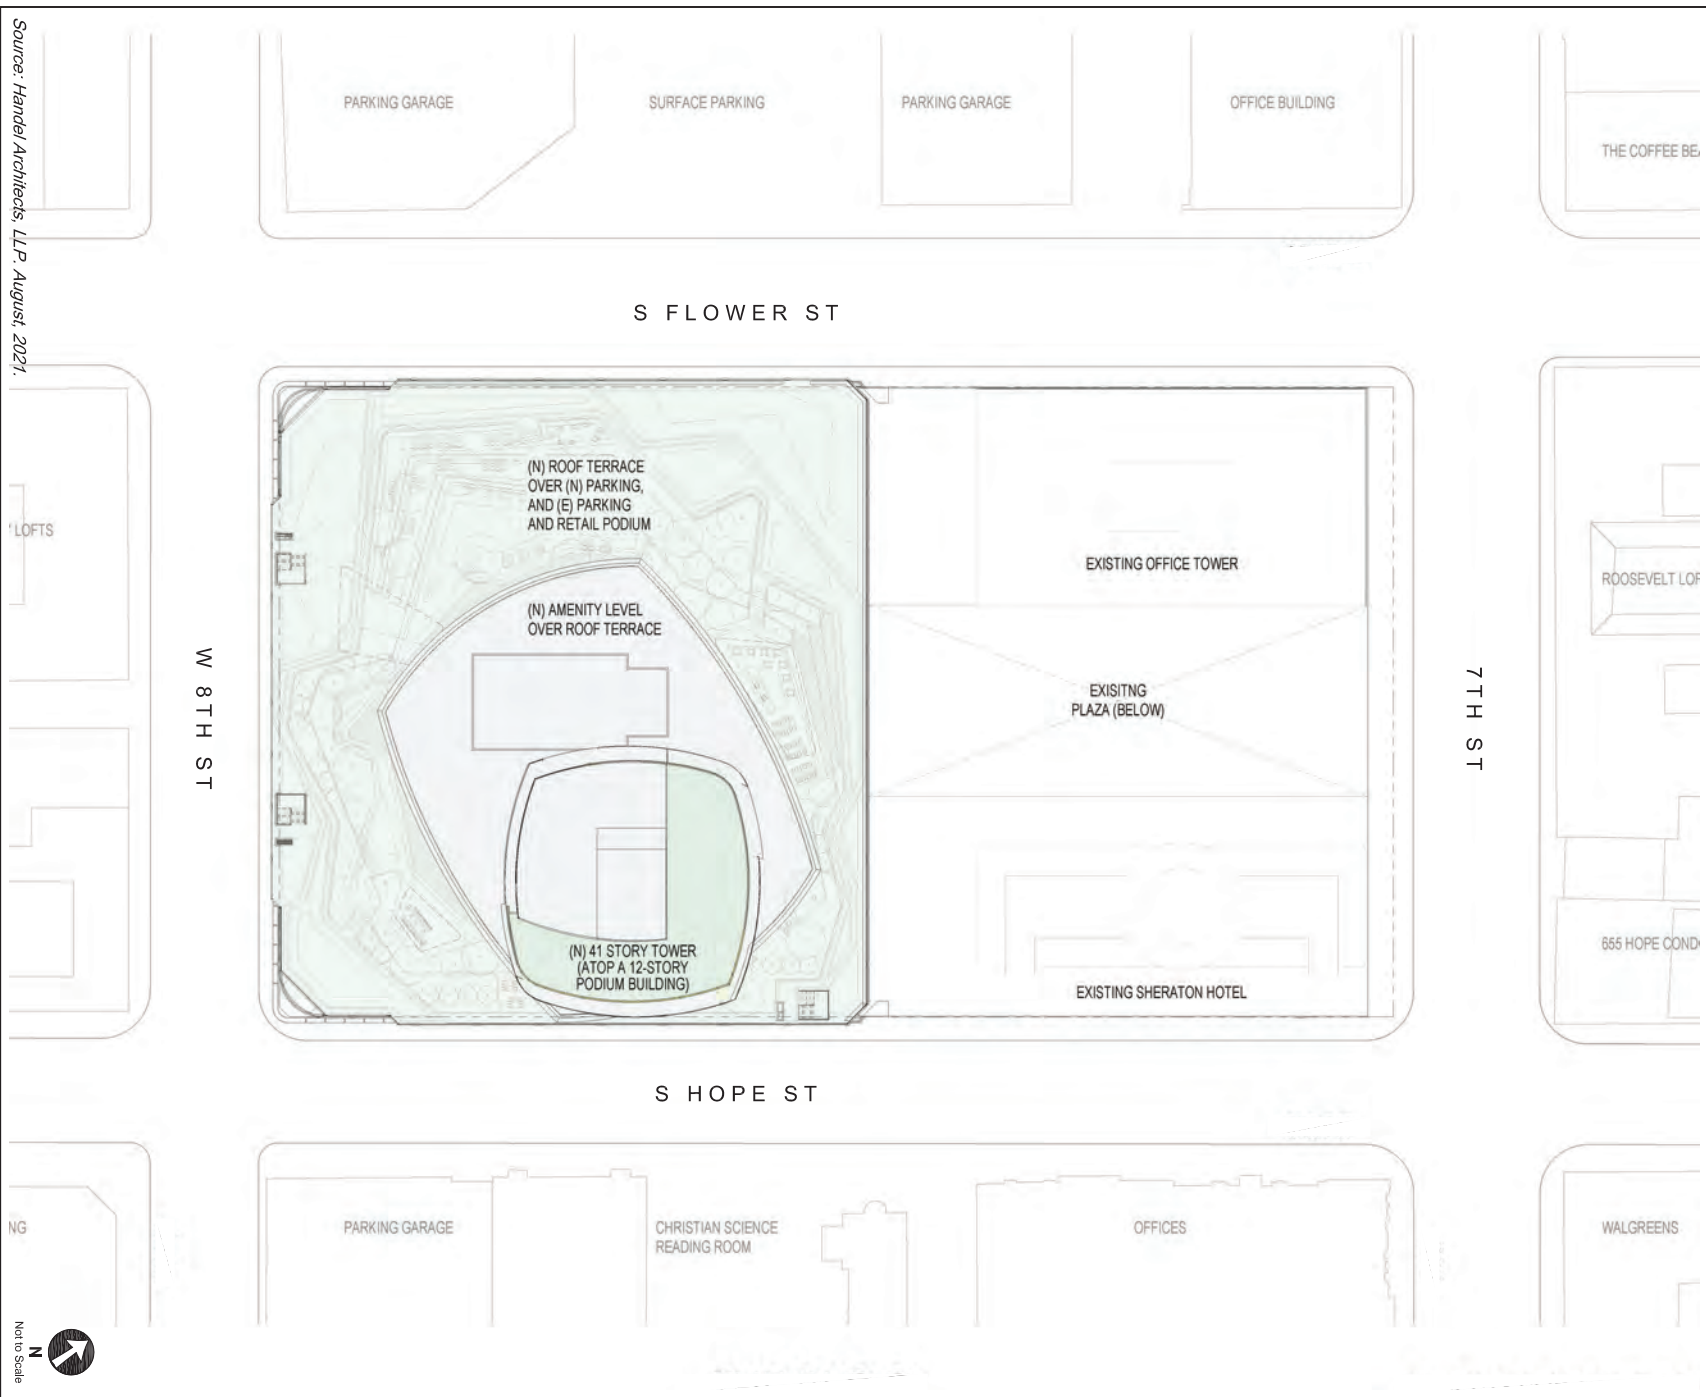 Source: Handel Architects, LLP. August, 2021.
PARKING GARAGE
SURFACE PARKING
PARKING GARAGE
OFFICE BUILDING
THE COFFEE BEA
S FLOWER ST
(N) ROOF TERRACE
OVER (N) PARKING,
AND (E) PARKING
AND RETAIL PODIUM
LOFTS
EXISTING OFFICE TOWER
ROOSEVELT LOF
(N) AMENITY LEVEL
OVER ROOF TERRACE
W 8TH ST
EXISITNG
PLAZA (BELOW)
7TH ST
(N) 41 STORY TOWER
(ATOP A 12-STORY
PODIUM BUILDING)
EXISTING SHERATON HOTEL
655 HOPE COND
S HOPE ST
NG
PARKING GARAGE
CHRISTIAN SCIENCE
READING ROOM
OFFICES
WALGREENS
N
Not to Scale